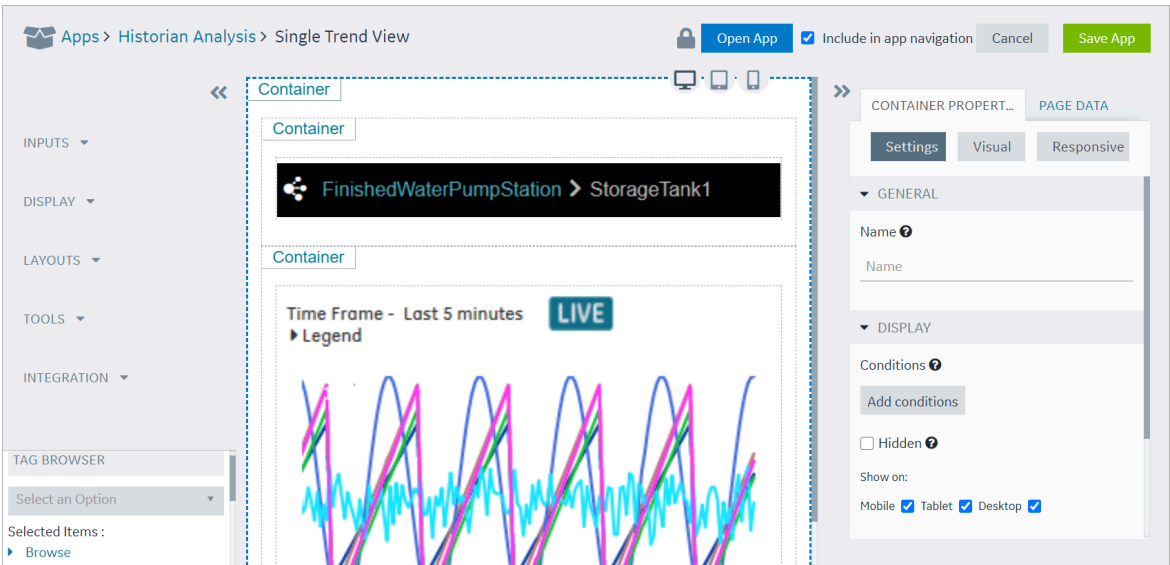 Apps > Historian Analysis > Single Trend View
Open App
Include in app navigation
Cancel
Save App
INPUTS
DISPLAY
LAYOUTS
TOOLS
INTEGRATION
TAG BROWSER
Select an Option
Selected Items :
Browse
Container
Container
FinishedWaterPumpStation > StorageTank1
Container
Time Frame - Last 5 minutes LIVE
Legend
CONTAINER PROPERT... PAGE DATA
Settings Visual Responsive
GENERAL
Name
Name
DISPLAY
Conditions
Add conditions
Hidden
Show on:
Mobile Tablet Desktop